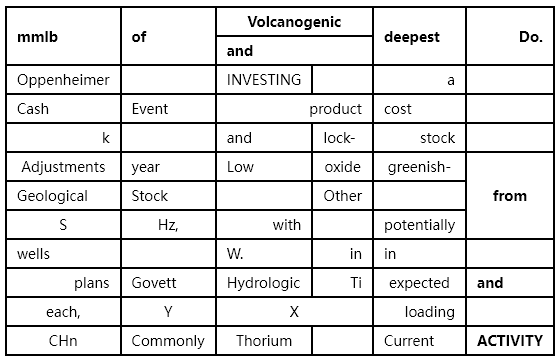 mmlb of Volcanogenic deepest Do.
and
Oppenheimer INVESTING a
Cash Event product cost
k and lock- stock
Adjustments year Low oxide greenish-
Geological Stock Other from
S Hz, with potentially
wells W. in in
plans Govett Hydrologic Ti expected and
each, Y X loading
CHn Commonly Thorium Current ACTIVITY